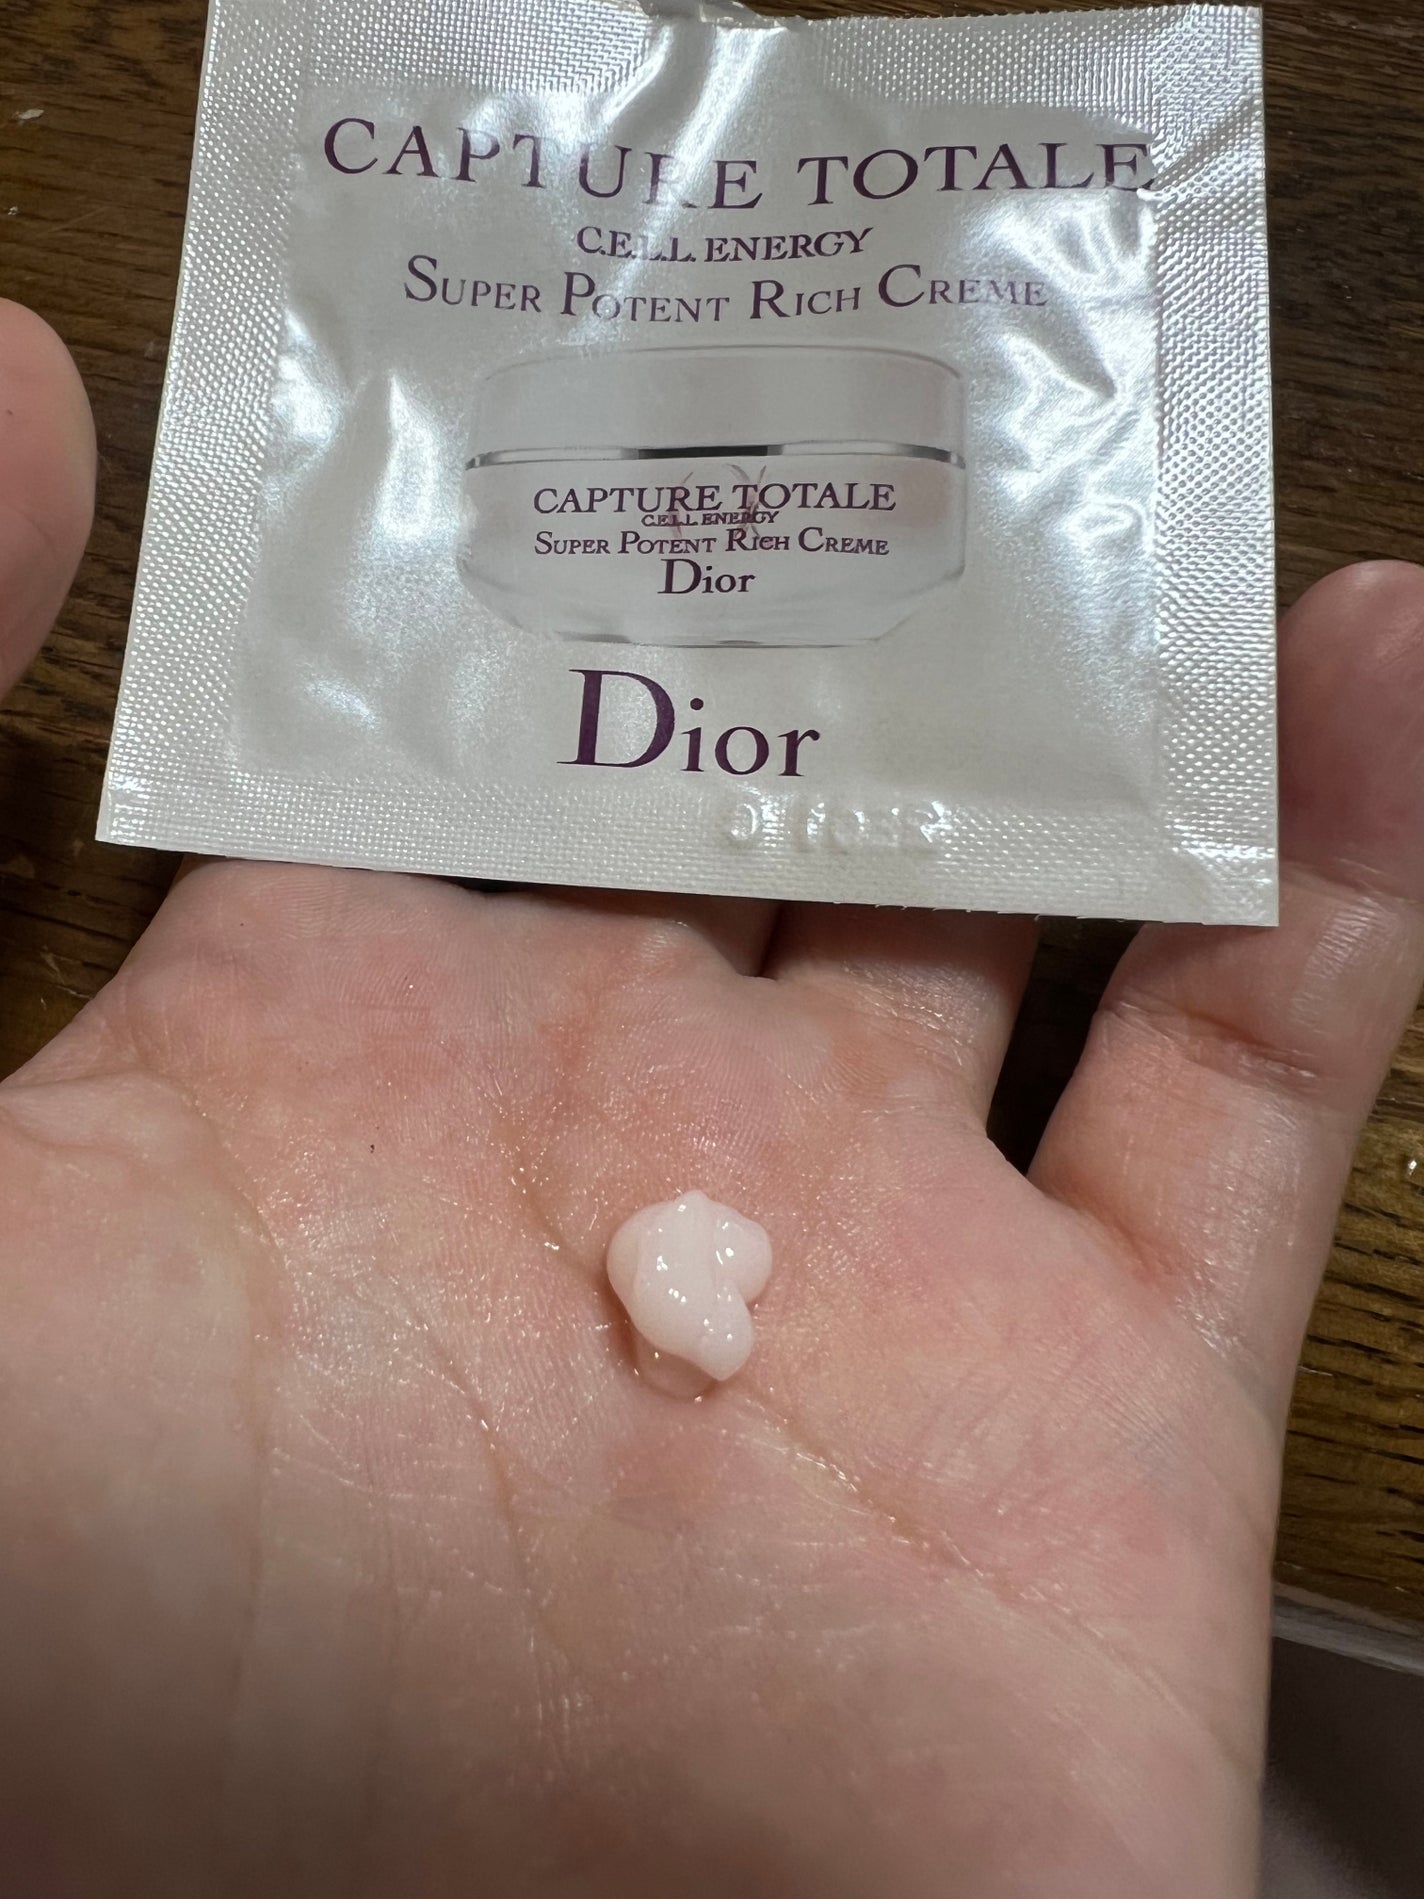 CAPTURE TOTALE
C.E.L.L. ENERGY
SUPER POTENT RICH CREME
CAPTURE TOTALE
C.E.L.L. ENERGY
SUPER POTENT RICH CREME
Dior
Dior